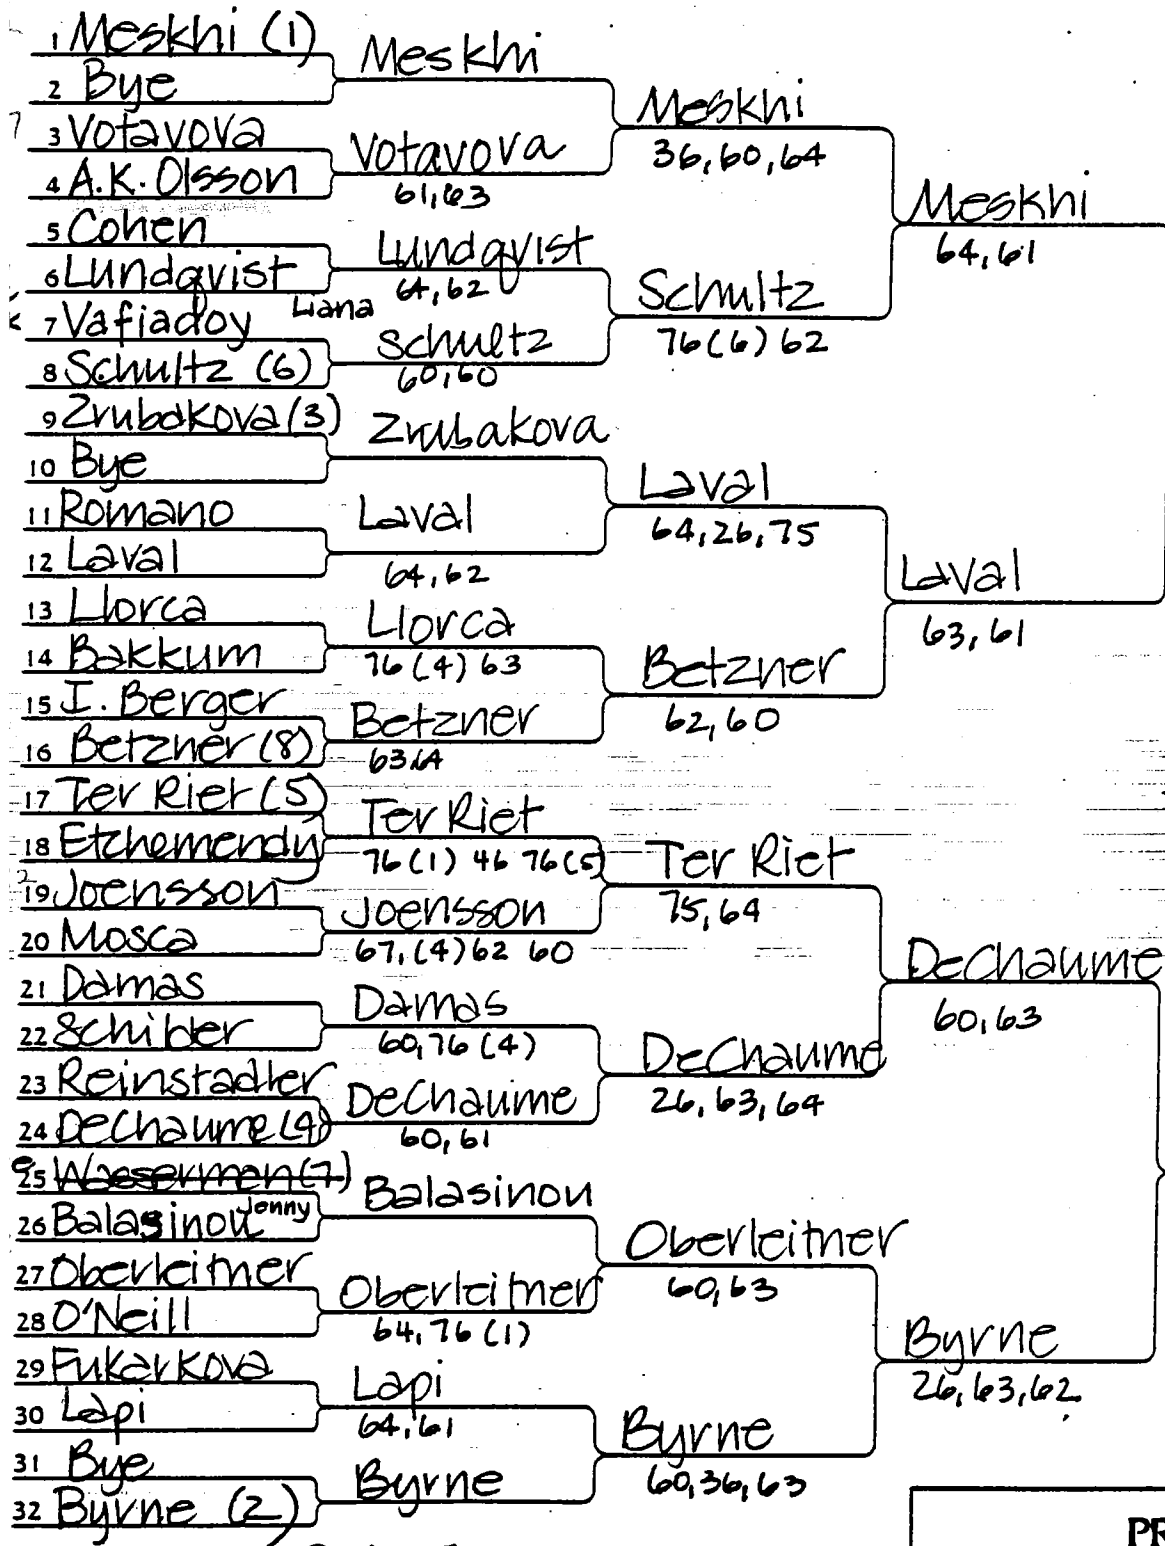 1 Meskhi (1)
2 Bye
3 Votavova
4 A.K. Olsson
5 Cohen
6 Lundqvist
7 Vafiadoy Liana
8 Schultz (6)
9 Zrubakova (3)
10 Bye
11 Romano
12 Laval
13 Llorca
14 Bakkum
15 I. Berger
16 Betzner (8)
17 Ter Riet (5)
18 Etchemendy
19 Joensson
20 Mosca
21 Damas
22 Schilder
23 Reinstadler
24 DeChaume (4)
25 Wasserman (7)
26 Balasinou Jenny
27 Oberleitner
28 O'Neill
29 Fukarkova
30 Lapi
31 Bye
32 Byrne (2)
Meskhi
Votavova
61, 63
Lundqvist
64, 62
Schultz
60, 60
Zrubakova
Laval
64, 62
Llorca
76 (4) 63
Betzner
63, 64
Ter Riet
76 (1) 46 76 (5)
Joensson
67, (4) 62 60
Damas
60, 76 (4)
DeChaume
60, 61
Balasinou
Oberleitner
64, 76 (1)
Lapi
64, 61
Byrne
Meskhi
36, 60, 64
Schultz
76 (6) 62
Laval
64, 26, 75
Betzner
62, 60
Ter Riet
75, 64
DeChaume
26, 63, 64
Oberleitner
60, 63
Byrne
60, 36, 63
Meskhi
64, 61
Laval
63, 61
DeChaume
60, 63
Byrne
26, 63, 62
PR